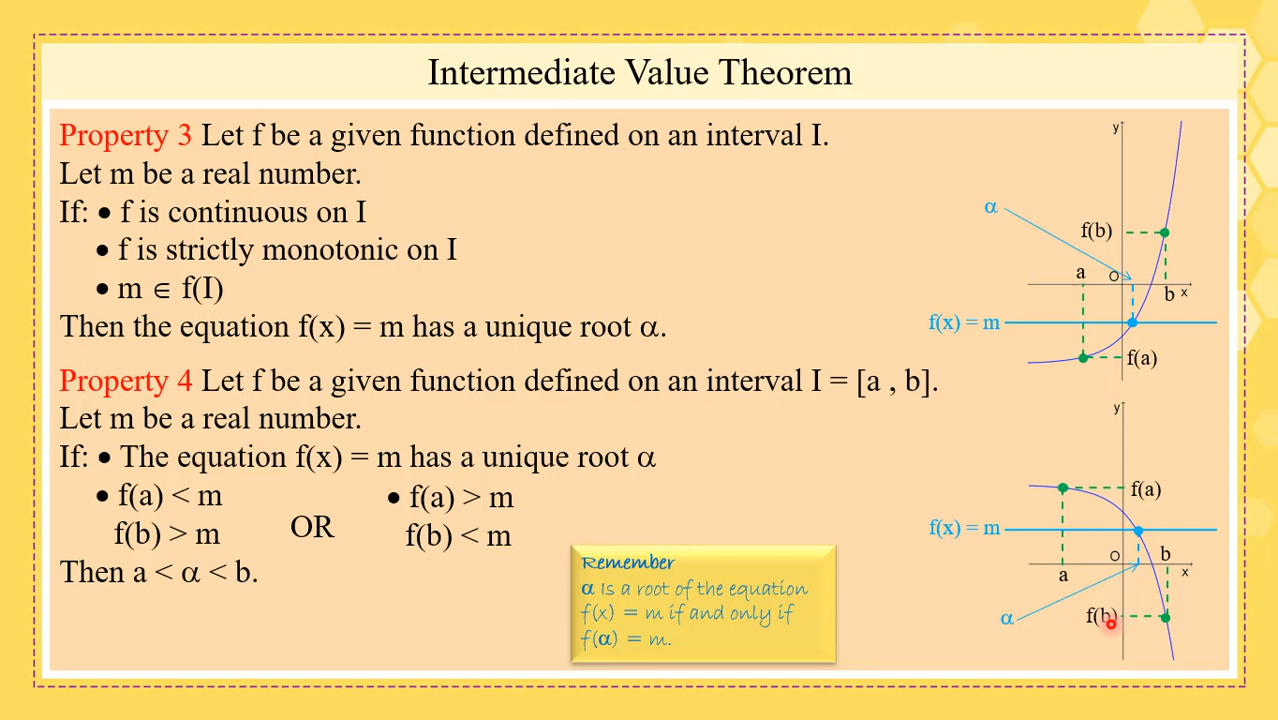 Intermediate Value Theorem
Property 3 Let f be a given function defined on an interval I.
Let m be a real number.
If: • f is continuous on I
• f is strictly monotonic on I
• m ∈ f(I)
Then the equation f(x) = m has a unique root α.
Property 4 Let f be a given function defined on an interval I = [a , b].
Let m be a real number.
If: • The equation f(x) = m has a unique root α
• f(a) < m
f(b) > m
OR
• f(a) > m
f(b) < m
Then a < α < b.
Remember
α Is a root of the equation
f(x) = m if and only if
f(α) = m.
y
α
f(b)
a
O
b
x
f(x) = m
f(a)
y
f(a)
f(x) = m
O
b
a
x
α
f(b)